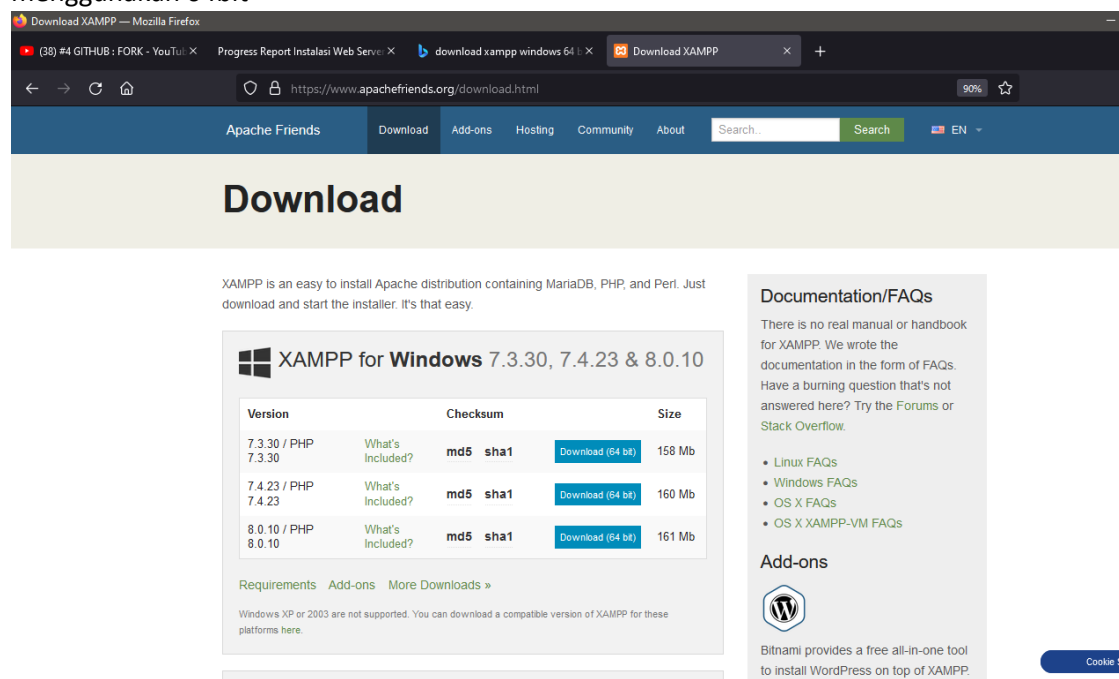 Download XAMPP — Mozilla Firefox
(38) #4 GITHUB : FORK - YouTub
Progress Report Instalasi Web Server
download xampp windows 64 b
Download XAMPP
https://www.apachefriends.org/download.html
90%
Apache Friends
Download
Add-ons
Hosting
Community
About
Search..
Search
EN
Download
XAMPP is an easy to install Apache distribution containing MariaDB, PHP, and Perl. Just
download and start the installer. It's that easy.
XAMPP for Windows 7.3.30, 7.4.23 & 8.0.10
Version Checksum Size
7.3.30 / PHP What's
7.3.30 Included? md5 sha1 Download (64 bit) 158 Mb
7.4.23 / PHP What's
7.4.23 Included? md5 sha1 Download (64 bit) 160 Mb
8.0.10 / PHP What's
8.0.10 Included? md5 sha1 Download (64 bit) 161 Mb
Requirements Add-ons More Downloads »
Windows XP or 2003 are not supported. You can download a compatible version of XAMPP for these
platforms here.
Documentation/FAQs
There is no real manual or handbook
for XAMPP. We wrote the
documentation in the form of FAQs.
Have a burning question that's not
answered here? Try the Forums or
Stack Overflow.
• Linux FAQs
• Windows FAQs
• OS X FAQs
• OS X XAMPP-VM FAQs
Add-ons
Bitnami provides a free all-in-one tool
to install WordPress on top of XAMPP.
Cookie